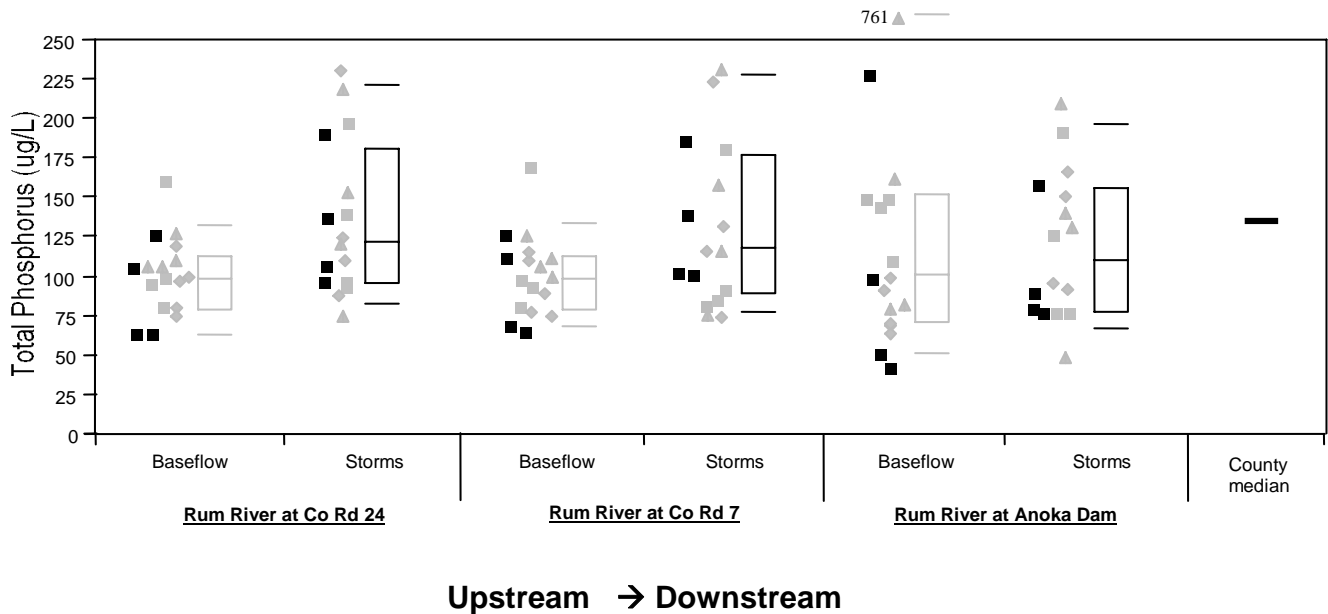 761
Total Phosphorus (ug/L)
250
225
200
175
150
125
100
75
50
25
0
Baseflow Storms Baseflow Storms Baseflow Storms County
median
Rum River at Co Rd 24 Rum River at Co Rd 7 Rum River at Anoka Dam
Upstream → Downstream